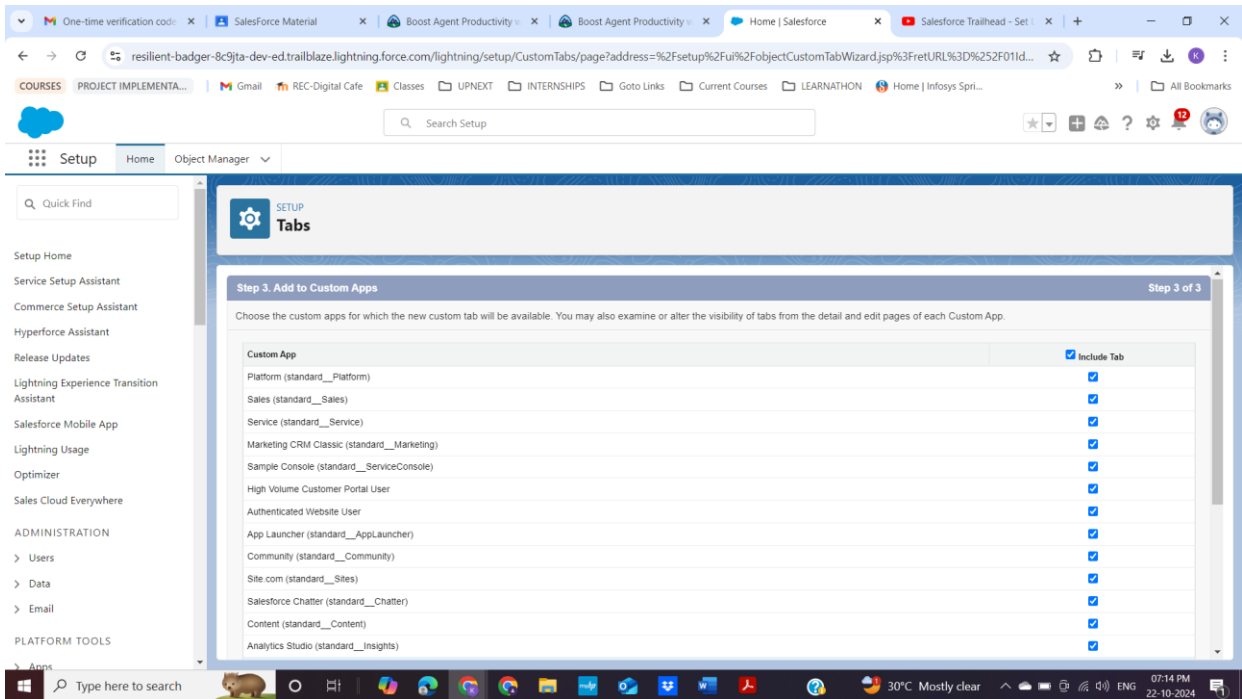 One-time verification code
SalesForce Material
Boost Agent Productivity
Boost Agent Productivity
Home | Salesforce
Salesforce Trailhead - Set
resilient-badger-8c9jta-dev-ed.trailblaze.lightning.force.com/lightning/setup/CustomTabs/page?address=%2Fsetup%2Fui%2FobjectCustomTabWizard.jsp%3FretURL%3D%252F01Id...
K
COURSES PROJECT IMPLEMENTA... Gmail REC-Digital Cafe Classes UPNEXT INTERNSHIPS Goto Links Current Courses LEARNATHON Home | Infosys Spri... » All Bookmarks
Search Setup
12
Setup Home Object Manager
Quick Find
SETUP
Tabs
Setup Home
Service Setup Assistant
Commerce Setup Assistant
Hyperforce Assistant
Release Updates
Lightning Experience Transition
Assistant
Salesforce Mobile App
Lightning Usage
Optimizer
Sales Cloud Everywhere
ADMINISTRATION
Users
Data
Email
PLATFORM TOOLS
Apps
Step 3. Add to Custom Apps Step 3 of 3
Choose the custom apps for which the new custom tab will be available. You may also examine or alter the visibility of tabs from the detail and edit pages of each Custom App.
Custom App Include Tab
Platform (standard__Platform)
Sales (standard__Sales)
Service (standard__Service)
Marketing CRM Classic (standard__Marketing)
Sample Console (standard__ServiceConsole)
High Volume Customer Portal User
Authenticated Website User
App Launcher (standard__AppLauncher)
Community (standard__Community)
Site.com (standard__Sites)
Salesforce Chatter (standard__Chatter)
Content (standard__Content)
Analytics Studio (standard__Insights)
Type here to search
30°C Mostly clear
ENG
07:14 PM
22-10-2024